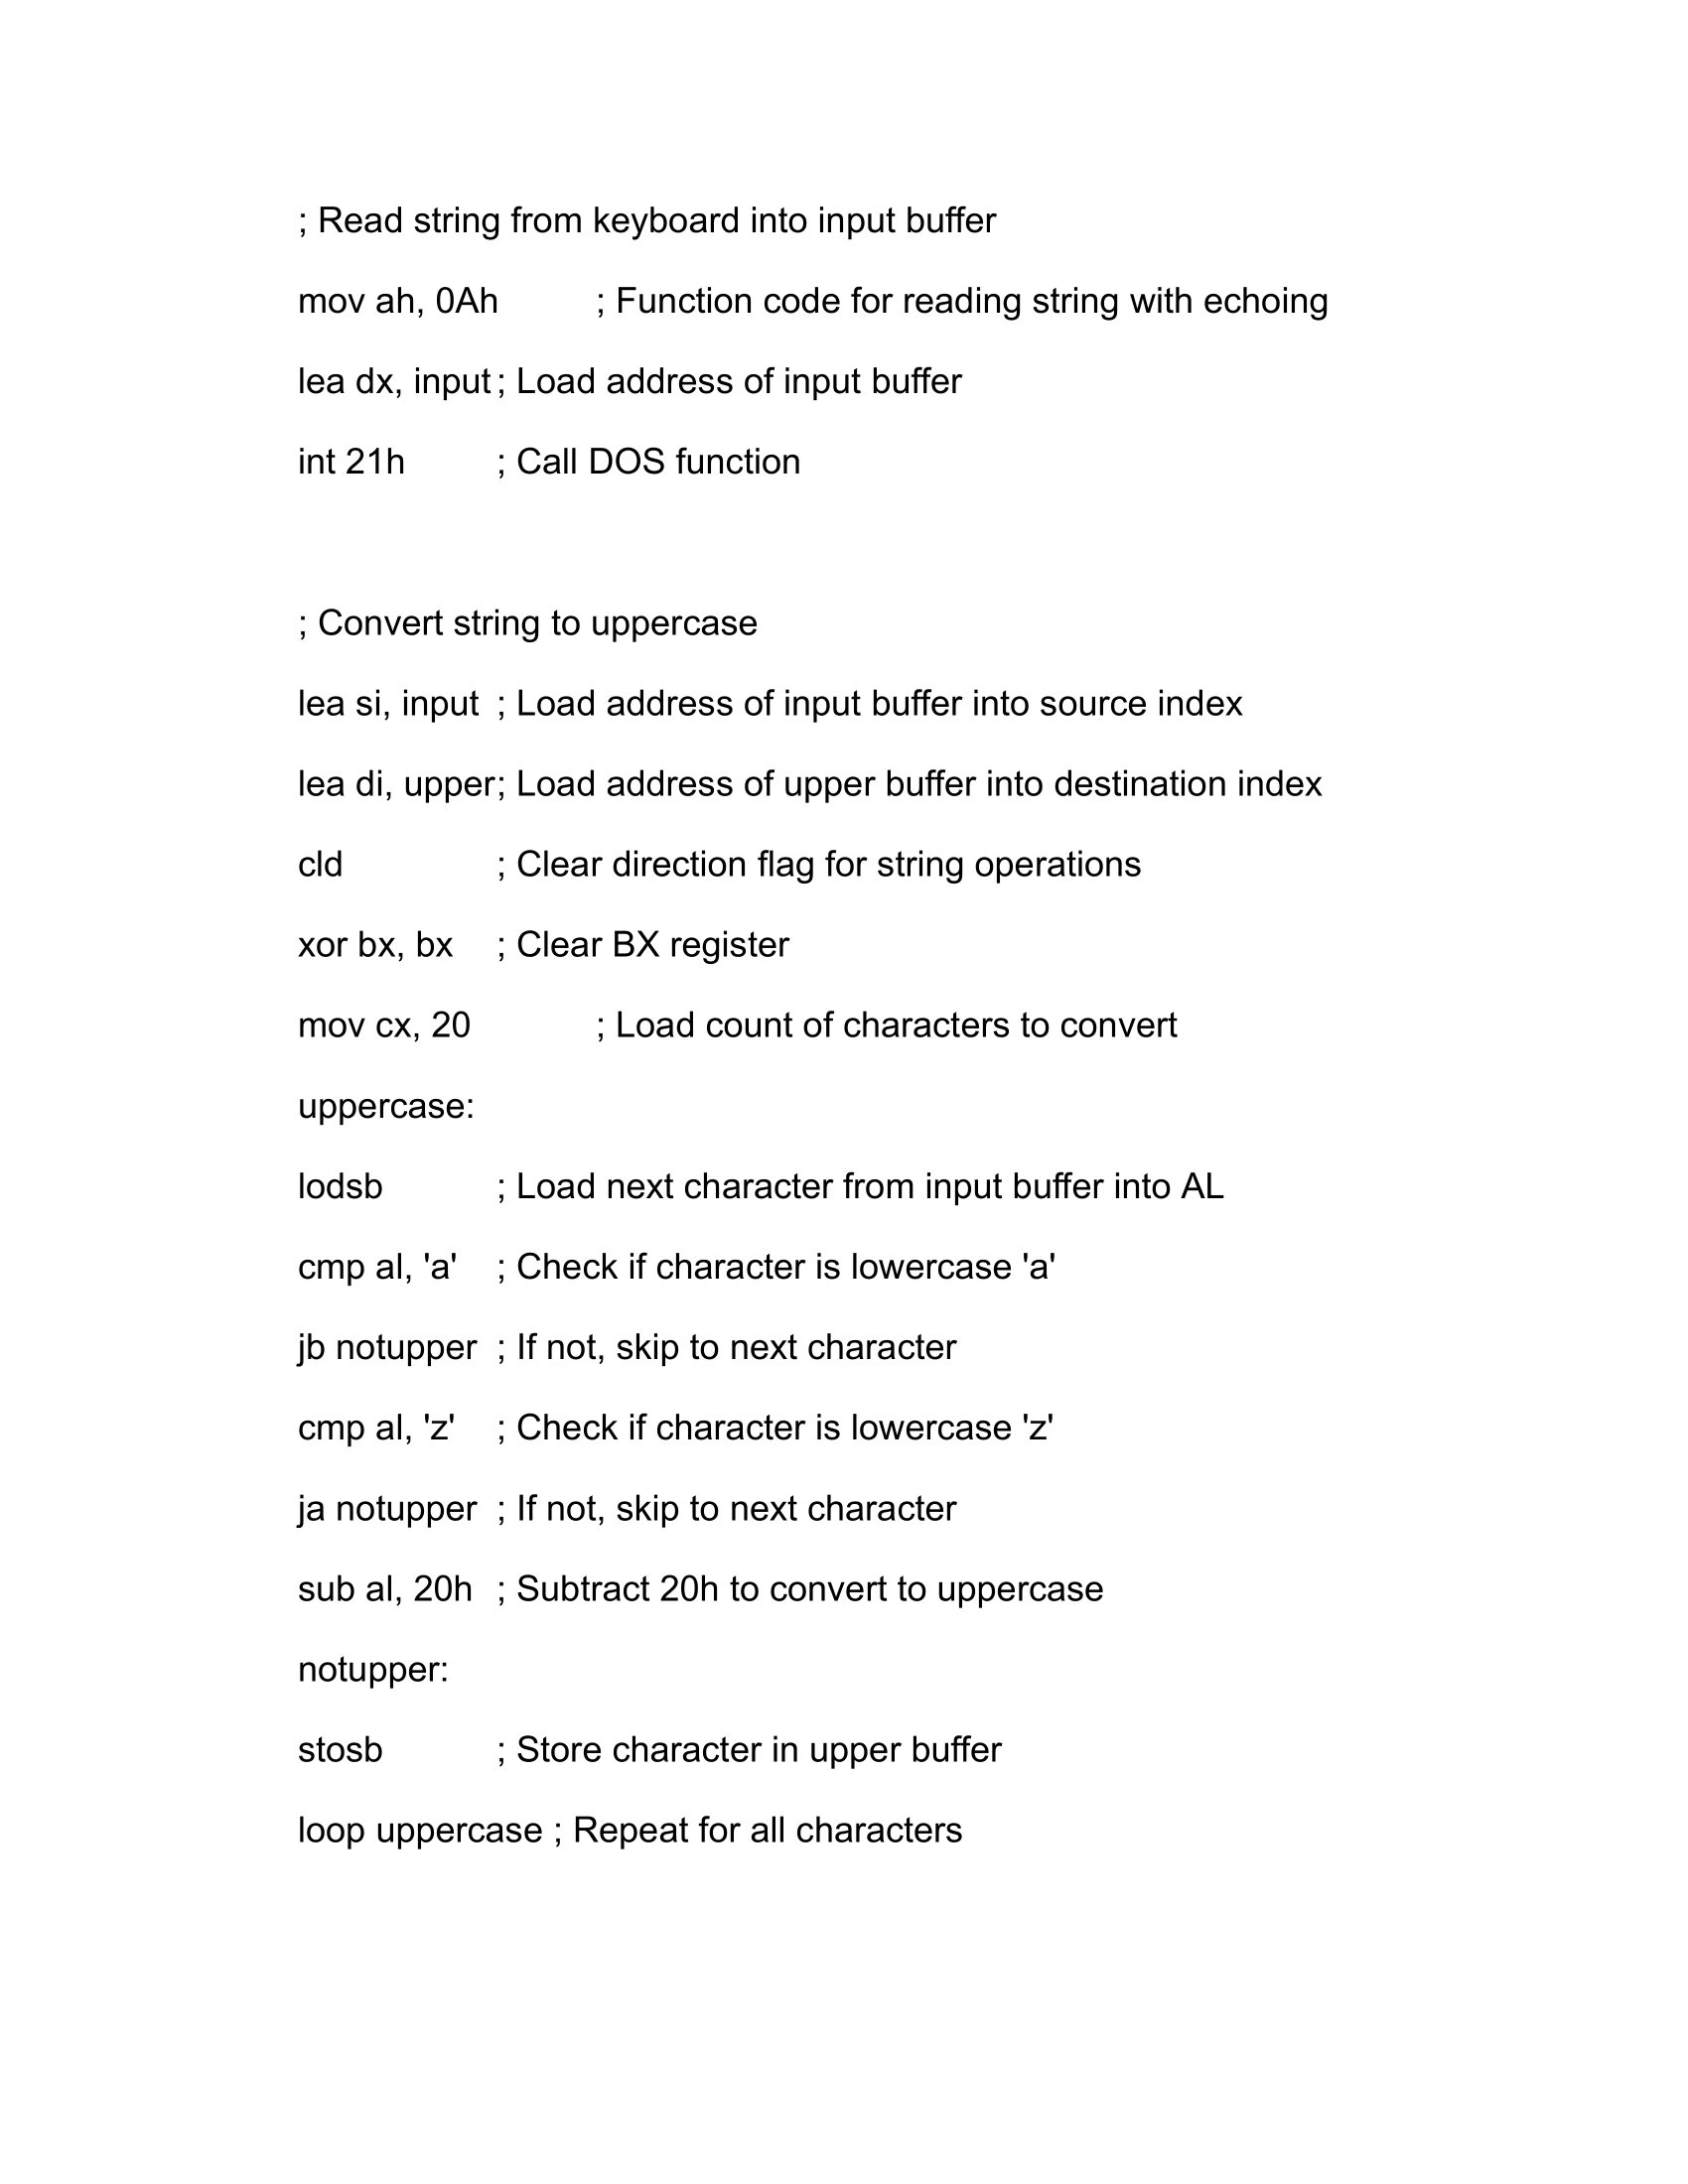 ; Read string from keyboard into input buffer
mov ah, 0Ah ; Function code for reading string with echoing
lea dx, input ; Load address of input buffer
int 21h ; Call DOS function
; Convert string to uppercase
lea si, input ; Load address of input buffer into source index
lea di, upper ; Load address of upper buffer into destination index
cld ; Clear direction flag for string operations
xor bx, bx ; Clear BX register
mov cx, 20 ; Load count of characters to convert
uppercase:
lodsb ; Load next character from input buffer into AL
cmp al, 'a' ; Check if character is lowercase 'a'
jb notupper ; If not, skip to next character
cmp al, 'z' ; Check if character is lowercase 'z'
ja notupper ; If not, skip to next character
sub al, 20h ; Subtract 20h to convert to uppercase
notupper:
stosb ; Store character in upper buffer
loop uppercase ; Repeat for all characters